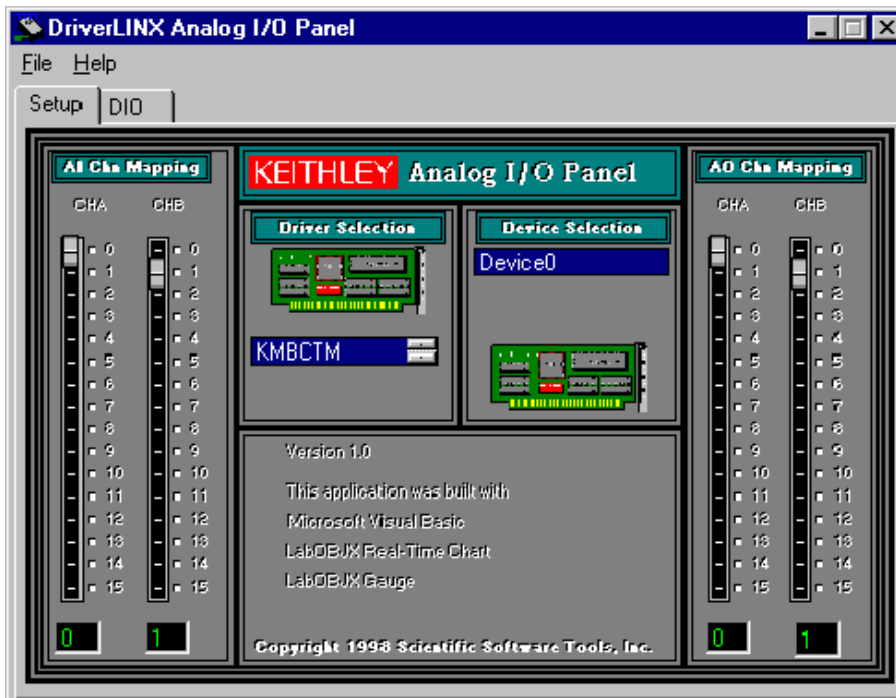 DriverLINX Analog I/O Panel
File Help
Setup DIO
AI Chn Mapping
CHA CHB
0 0
1 1
2 2
3 3
4 4
5 5
6 6
7 7
8 8
9 9
10 10
11 11
12 12
13 13
14 14
15 15
0 1
KEITHLEY Analog I/O Panel
Driver Selection
KMBCTM
Device Selection
Device0
Version 1.0
This application was built with
Microsoft Visual Basic
LabOBJX Real-Time Chart
LabOBJX Gauge
Copyright 1998 Scientific Software Tools, Inc.
AO Chn Mapping
CHA CHB
0 0
1 1
2 2
3 3
4 4
5 5
6 6
7 7
8 8
9 9
10 10
11 11
12 12
13 13
14 14
15 15
0 1